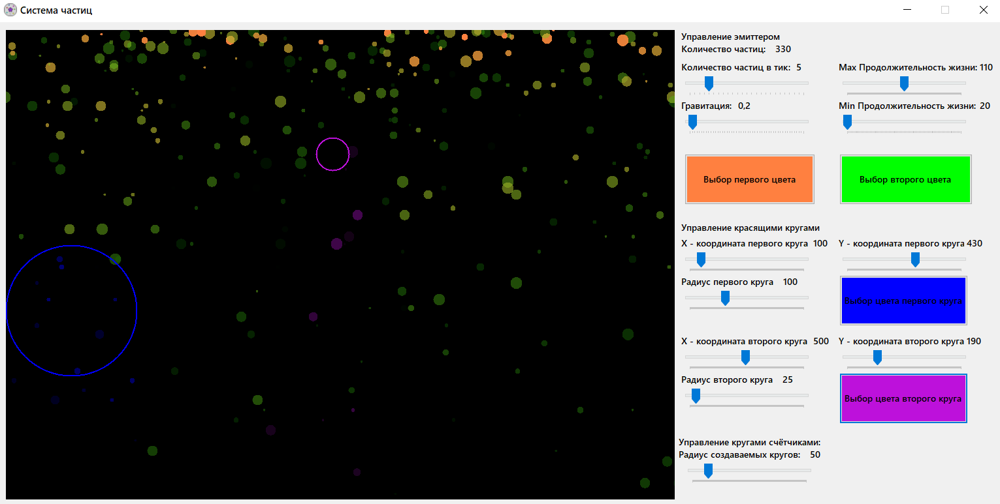 Система частиц
Управление эмиттером
Количество частиц: 330
Количество частиц в тик: 5
Max Продолжительность жизни: 110
Гравитация: 0,2
Min Продолжительность жизни: 20
Выбор первого цвета
Выбор второго цвета
Управление красящими кругами
X - координата первого круга 100
Y - координата первого круга 430
Радиус первого круга 100
Выбор цвета первого круга
X - координата второго круга 500
Y - координата второго круга 190
Радиус второго круга 25
Выбор цвета второго круга
Управление кругами счётчиками:
Радиус создаваемых кругов: 50